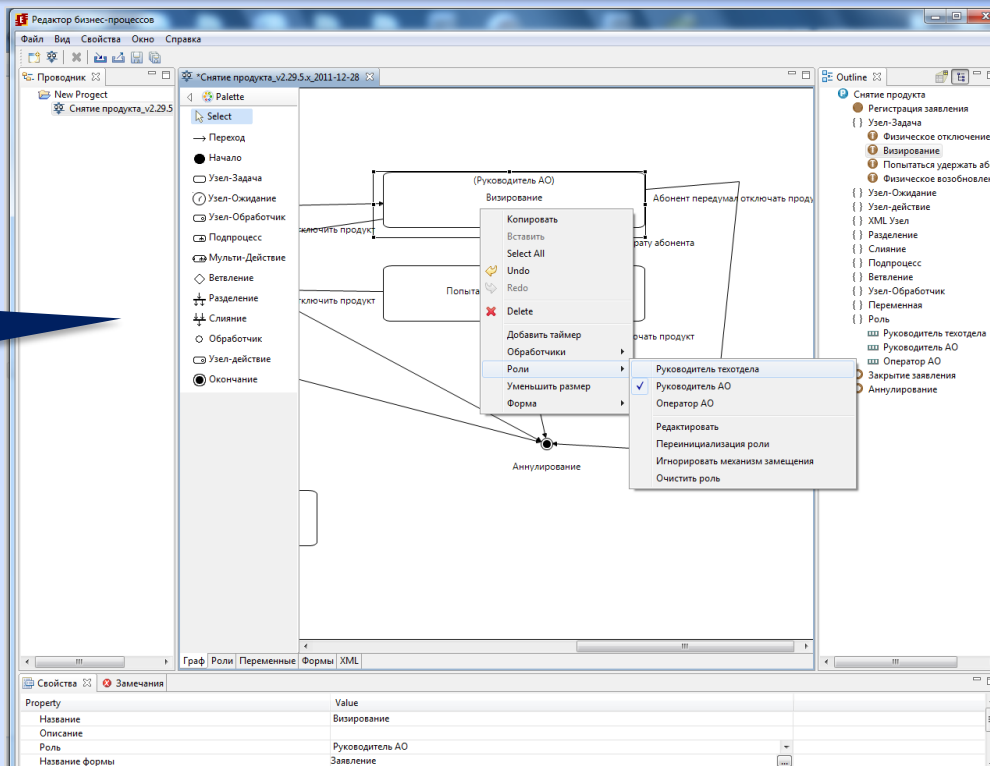 Редактор бизнес-процессов
Файл Вид Свойства Окно Справка
Проводник
New Progect
Снятие продукта_v2.29.5
*Снятие продукта_v2.29.5.x_2011-12-28
Palette
Select
Переход
Начало
Узел-Задача
Узел-Ожидание
Узел-Обработчик
Подпроцесс
Мульти-Действие
Ветвление
Разделение
Слияние
Обработчик
Узел-действие
Окончание
(Руководитель АО)
Визирование
Абонент передумал отключать проду
ключить продукт
рату абонента
Попыта
ключить продукт
чать продукт
Аннулирование
Копировать
Вставить
Select All
Undo
Redo
Delete
Добавить таймер
Обработчики
Роли
Уменьшить размер
Форма
Руководитель техотдела
Руководитель АО
Оператор АО
Редактировать
Переинициализация роли
Игнорировать механизм замещения
Очистить роль
Граф Роли Переменные Формы XML
Outline
Снятие продукта
Регистрация заявления
{ } Узел-Задача
Физическое отключение
Визирование
Попытаться удержать аб
Физическое возобновлен
{ } Узел-Ожидание
{ } Узел-действие
{ } XML Узел
{ } Разделение
{ } Слияние
{ } Подпроцесс
{ } Ветвление
{ } Узел-Обработчик
{ } Переменная
{ } Роль
Руководитель техотдела
Руководитель АО
Оператор АО
Закрытие заявления
Аннулирование
Свойства Замечания
Property Value
Название Визирование
Описание
Роль Руководитель АО
Название формы Заявление